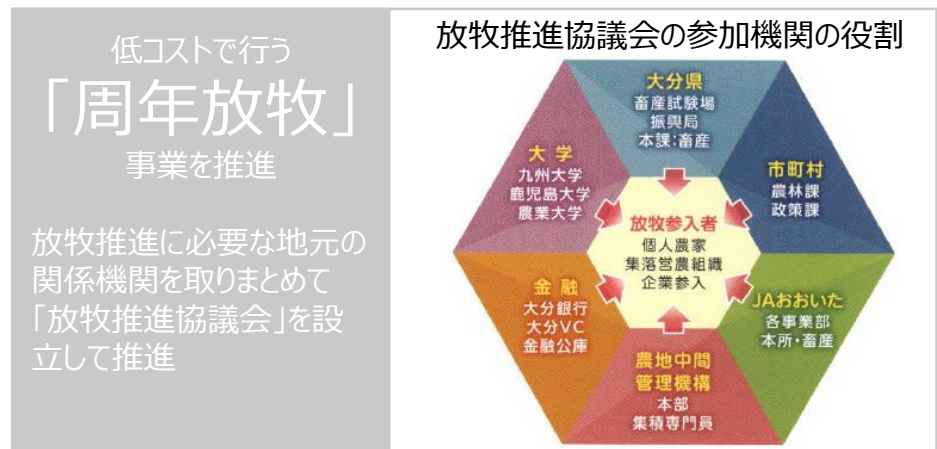 低コストで行う
「周年放牧」
事業を推進
放牧推進に必要な地元の
関係機関を取りまとめて
「放牧推進協議会」を設
立して推進
放牧推進協議会の参加機関の役割
大分県
畜産試験場
振興局
本課:畜産
大 学
九州大学
鹿児島大学
農業大学
市町村
農林課
政策課
放牧参入者
個人農家
集落営農組織
企業参入
金 融
大分銀行
大分VC
金融公庫
JAおおいた
各事業部
本所・畜産
農地中間
管理機構
本部
集積専門員